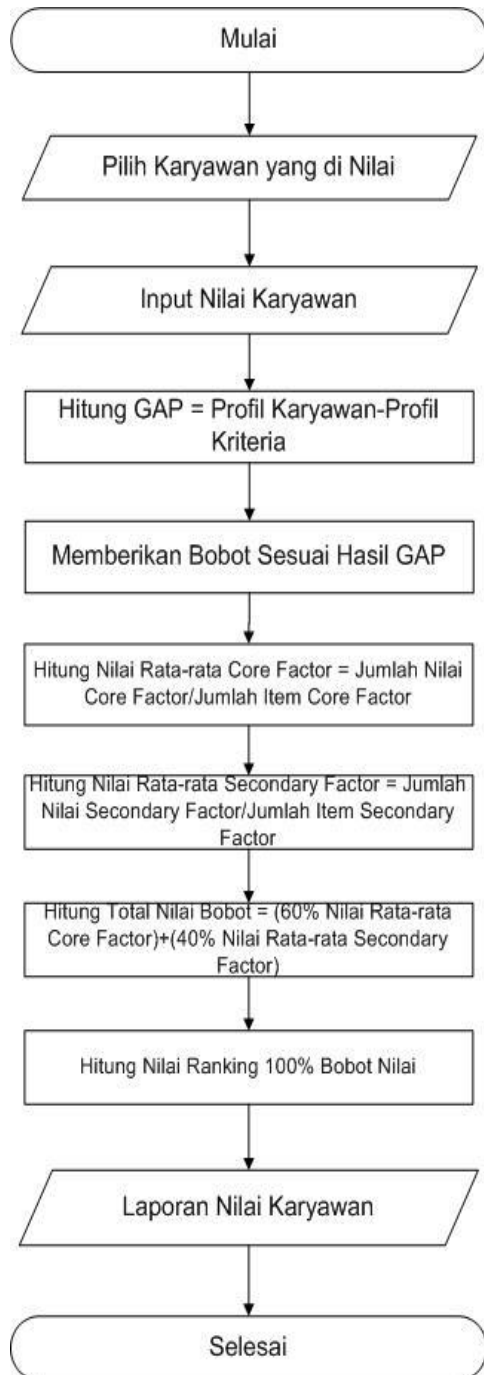 Mulai
Pilih Karyawan yang di Nilai
Input Nilai Karyawan
Hitung GAP = Profil Karyawan-Profil
Kriteria
Memberikan Bobot Sesuai Hasil GAP
Hitung Nilai Rata-rata Core Factor = Jumlah Nilai
Core Factor/Jumlah Item Core Factor
Hitung Nilai Rata-rata Secondary Factor = Jumlah
Nilai Secondary Factor/Jumlah Item Secondary
Factor
Hitung Total Nilai Bobot = (60% Nilai Rata-rata
Core Factor)+(40% Nilai Rata-rata Secondary
Factor)
Hitung Nilai Ranking 100% Bobot Nilai
Laporan Nilai Karyawan
Selesai